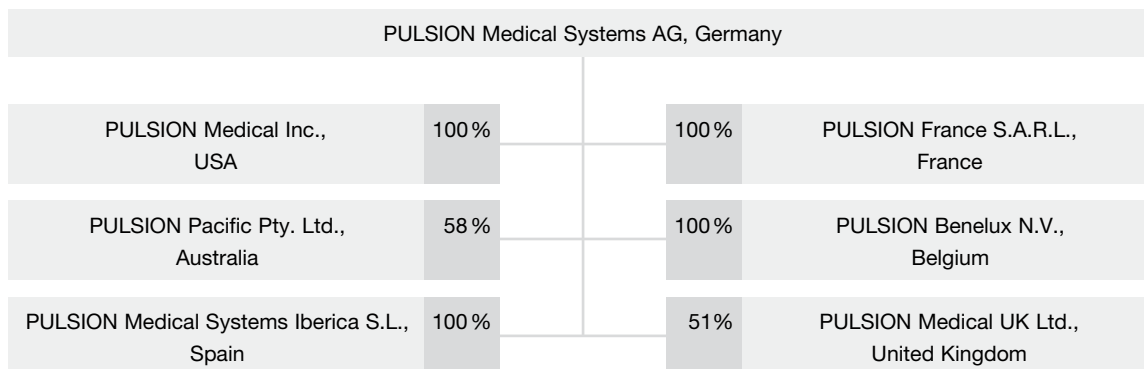 PULSION Medical Systems AG, Germany
PULSION Medical Inc.,
USA
100 %
100 %
PULSION France S.A.R.L.,
France
PULSION Pacific Pty. Ltd.,
Australia
58 %
100 %
PULSION Benelux N.V.,
Belgium
PULSION Medical Systems Iberica S.L.,
Spain
100 %
51%
PULSION Medical UK Ltd.,
United Kingdom